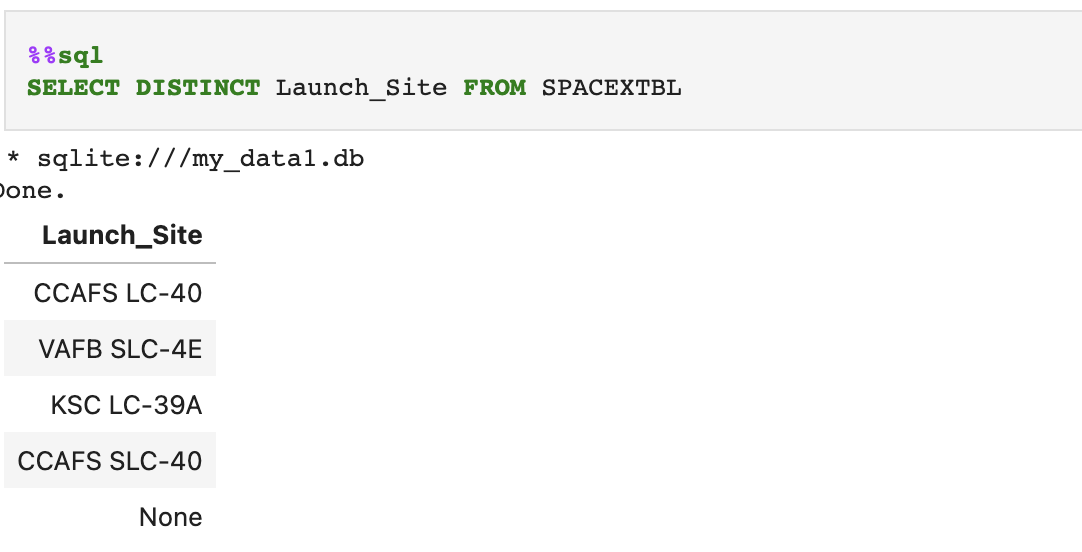 %%sql
SELECT DISTINCT Launch_Site FROM SPACEXTBL
* sqlite:///my_data1.db
Done.
Launch_Site
CCAFS LC-40
VAFB SLC-4E
KSC LC-39A
CCAFS SLC-40
None